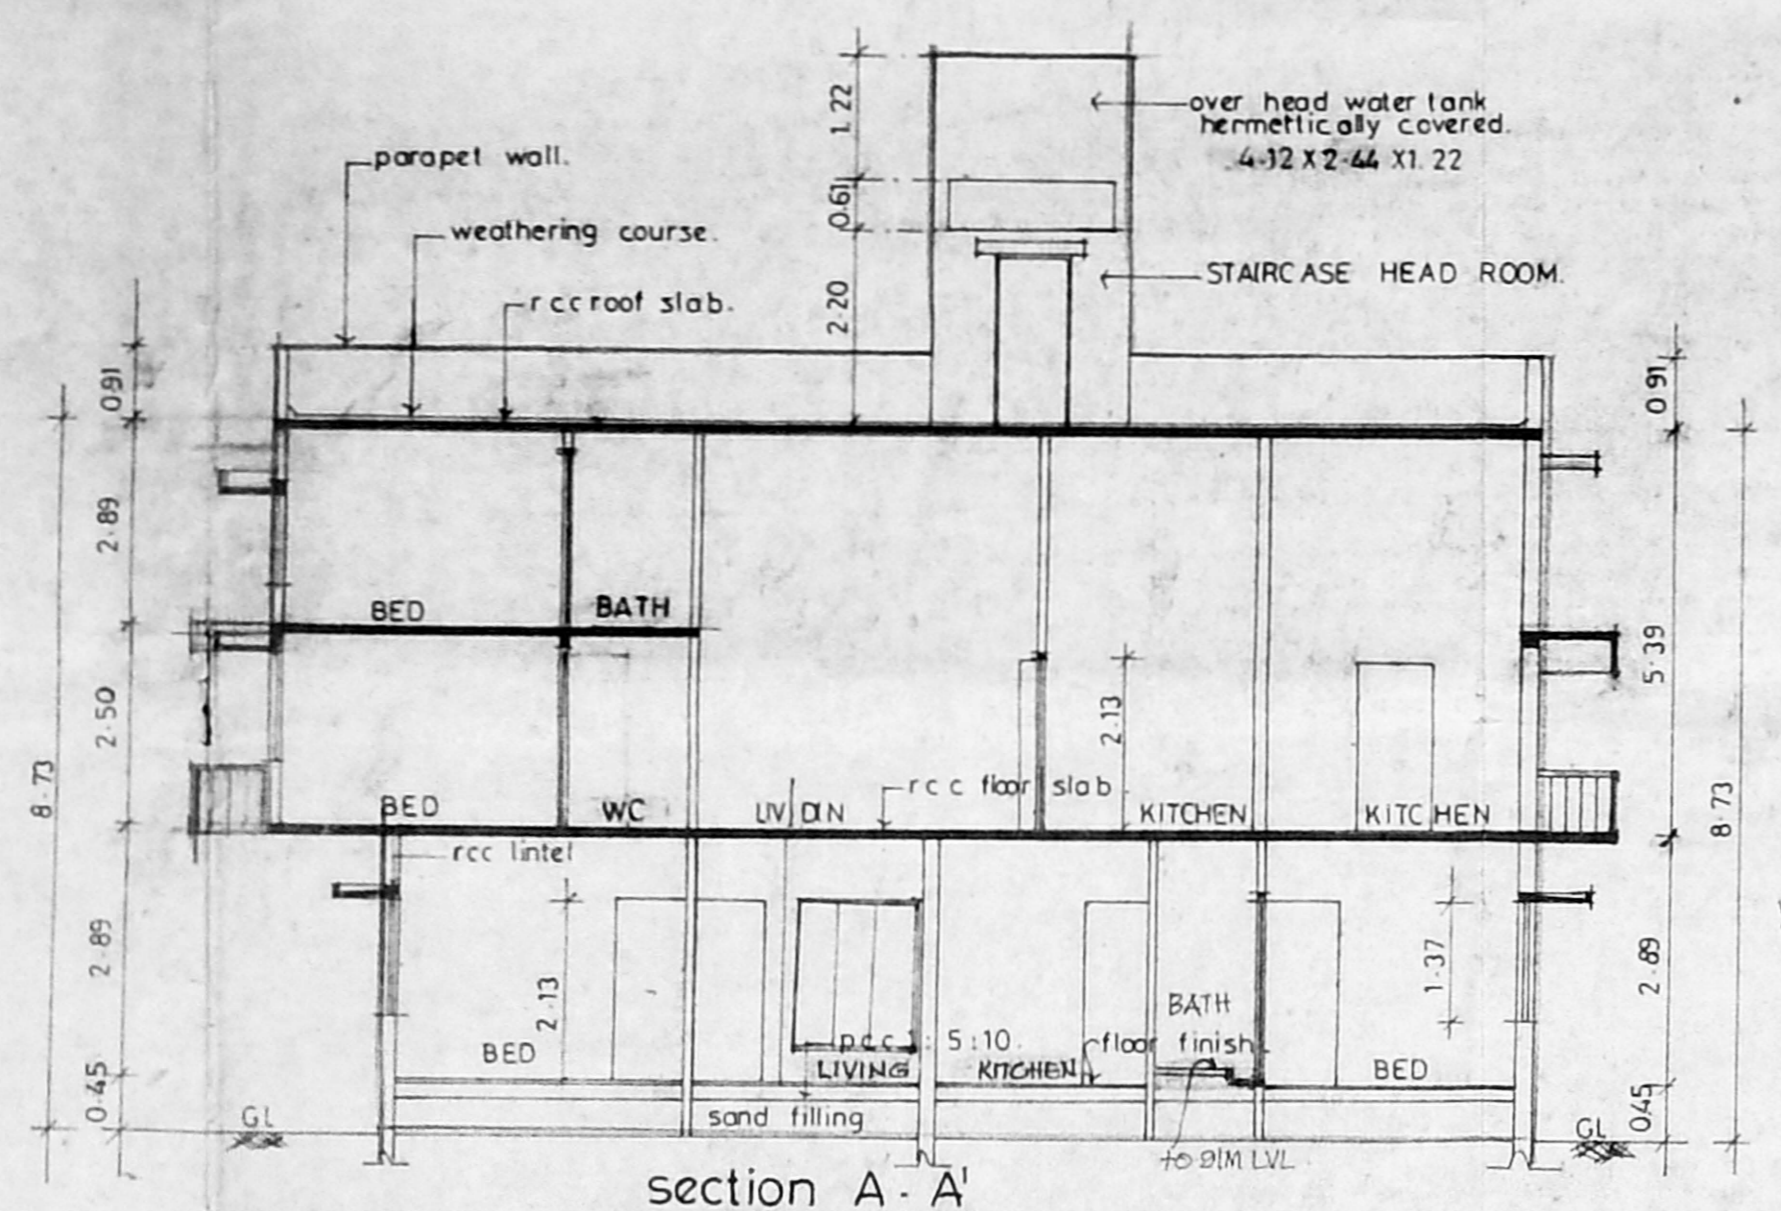 1.22
over head water tank
hermettically covered.
4.12 X 2.44 X 1.22
parapet wall.
0.61
weathering course.
STAIRCASE HEAD ROOM.
rcc roof slab.
2.20
0.91
0.91
2.89
BED
BATH
5.39
2.50
2.13
8.73
8.73
rcc floor slab
BED
WC
LIV/DIN
KITCHEN
KITCHEN
rcc lintel
2.89
2.13
1.37
2.89
BATH
pcc 1:5:10.
floor finish.
BED
LIVING
KITCHEN
BED
0.45
0.45
GL
sand filling
GL
LVL
section A - A'